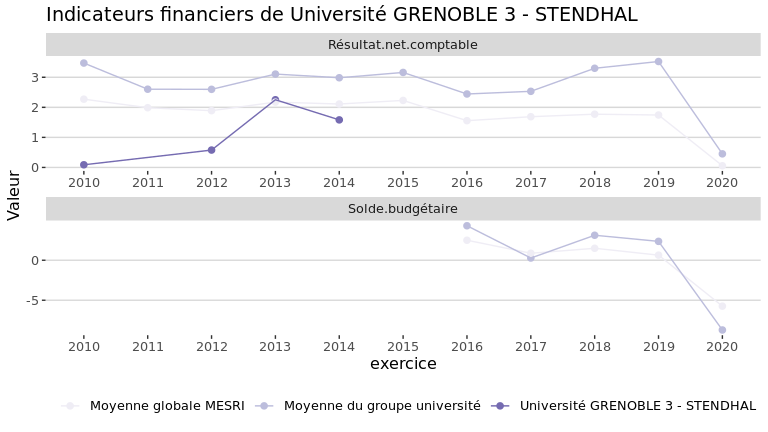 Indicateurs financiers de Université GRENOBLE 3 - STENDHAL
Résultat.net.comptable
3
2
1
0
2010 2011 2012 2013 2014 2015 2016 2017 2018 2019 2020
Valeur
Solde.budgétaire
0
-5
2010 2011 2012 2013 2014 2015 2016 2017 2018 2019 2020
exercice
Moyenne globale MESRI Moyenne du groupe université Université GRENOBLE 3 - STENDHAL